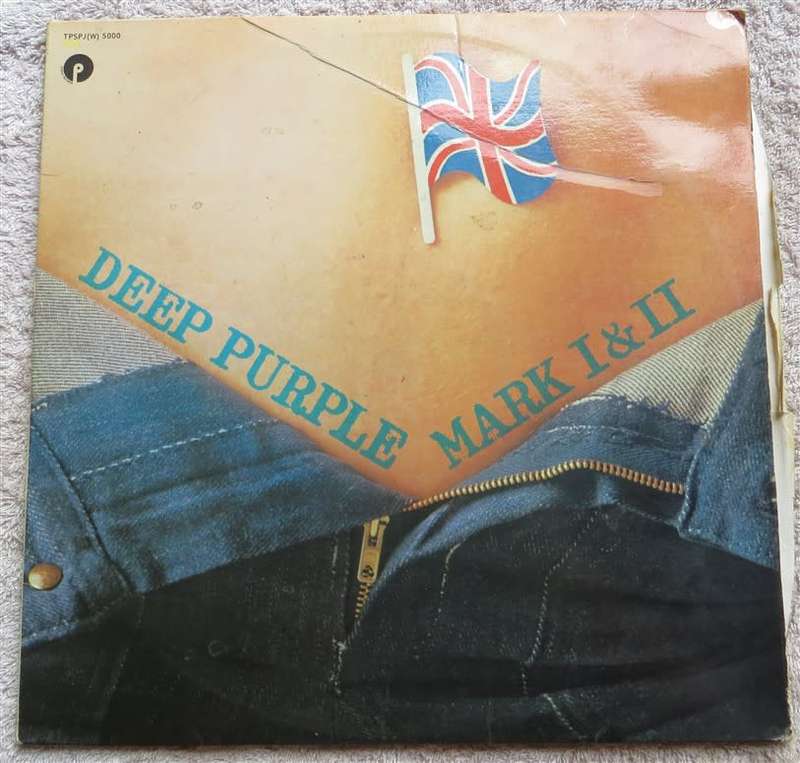 TPSPJ(W) 5000
P
DEEP PURPLE
MARK I & II